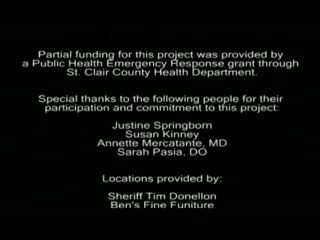 Partial funding for this project was provided by
a Public Health Emergency Response grant through
St. Clair County Health Department.
Special thanks to the following people for their
participation and commitment to this project:
Justine Springborn
Susan Kinney
Annette Mercatante, MD
Sarah Pasia, DO
Locations provided by:
Sheriff Tim Donellon
Ben's Fine Funiture